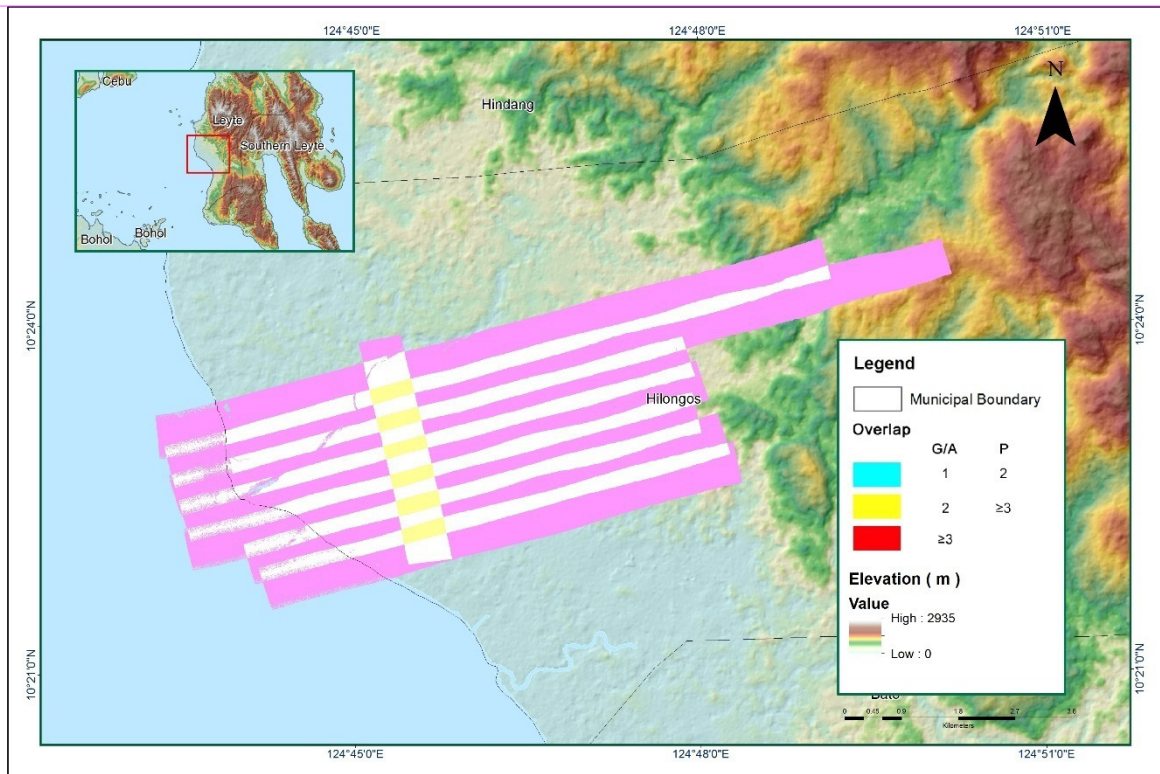 124°45'0"E
124°48'0"E
124°51'0"E
Cebu
Leyte
Southern Leyte
Bohol
Bohol
Hindang
N
10°24'0"N
10°24'0"N
Hilongos
Legend
Municipal Boundary
Overlap
G/A P
1 2
2 ≥3
≥3
Elevation ( m )
Value
High : 2935
Low : 0
10°21'0"N
10°21'0"N
Bato
0 0.45 0.9 1.8 2.7 3.6
Kilometers
124°45'0"E
124°48'0"E
124°51'0"E